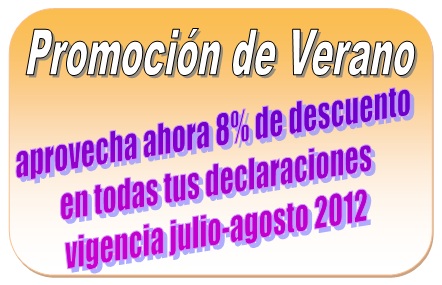 Promoción de Verano
aprovecha ahora 8% de descuento
en todas tus declaraciones
vigencia julio-agosto 2012